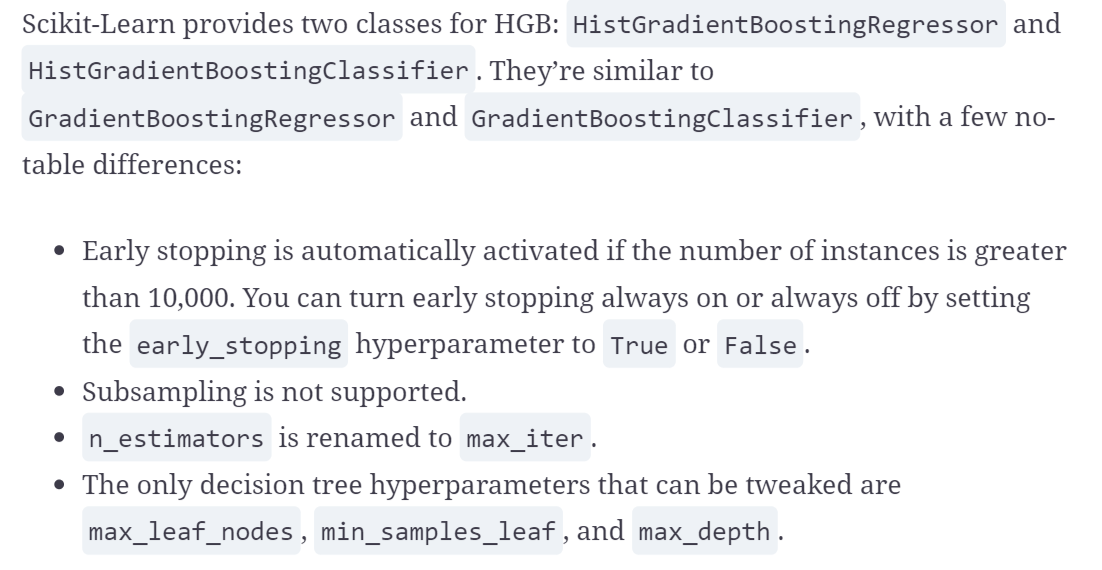 Scikit-Learn provides two classes for HGB: HistGradientBoostingRegressor and
HistGradientBoostingClassifier. They’re similar to
GradientBoostingRegressor and GradientBoostingClassifier, with a few no-
table differences:
• Early stopping is automatically activated if the number of instances is greater
than 10,000. You can turn early stopping always on or always off by setting
the early_stopping hyperparameter to True or False.
• Subsampling is not supported.
• n_estimators is renamed to max_iter.
• The only decision tree hyperparameters that can be tweaked are
max_leaf_nodes, min_samples_leaf, and max_depth.